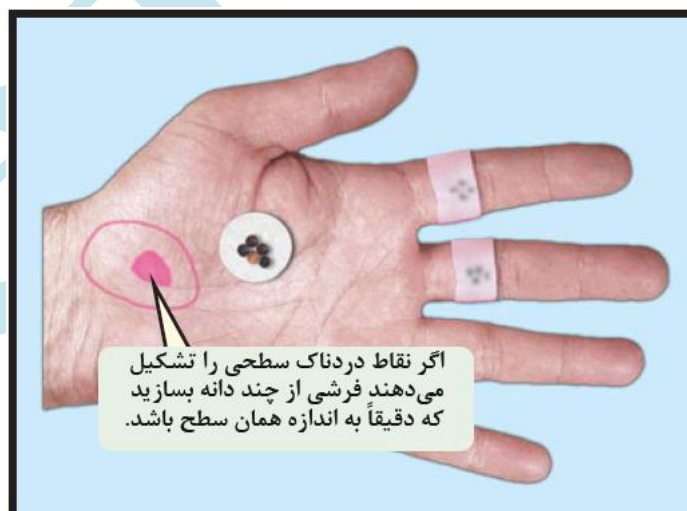 اگر نقاط دردناک سطحی را تشکیل
می‌دهند فرشی از چند دانه بسازید
که دقیقاً به اندازه همان سطح باشد.